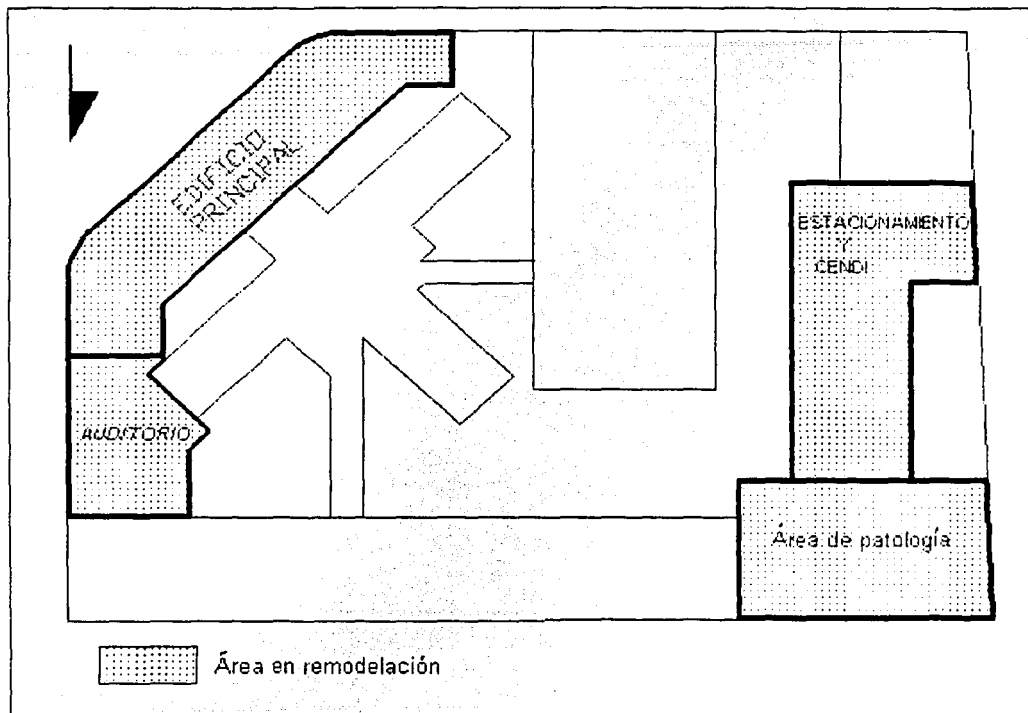 EDIFICIO
PRINCIPAL
ESTACIONAMIENTO
Y
CENDI
AUDITORIO
Área de patología
Área en remodelación